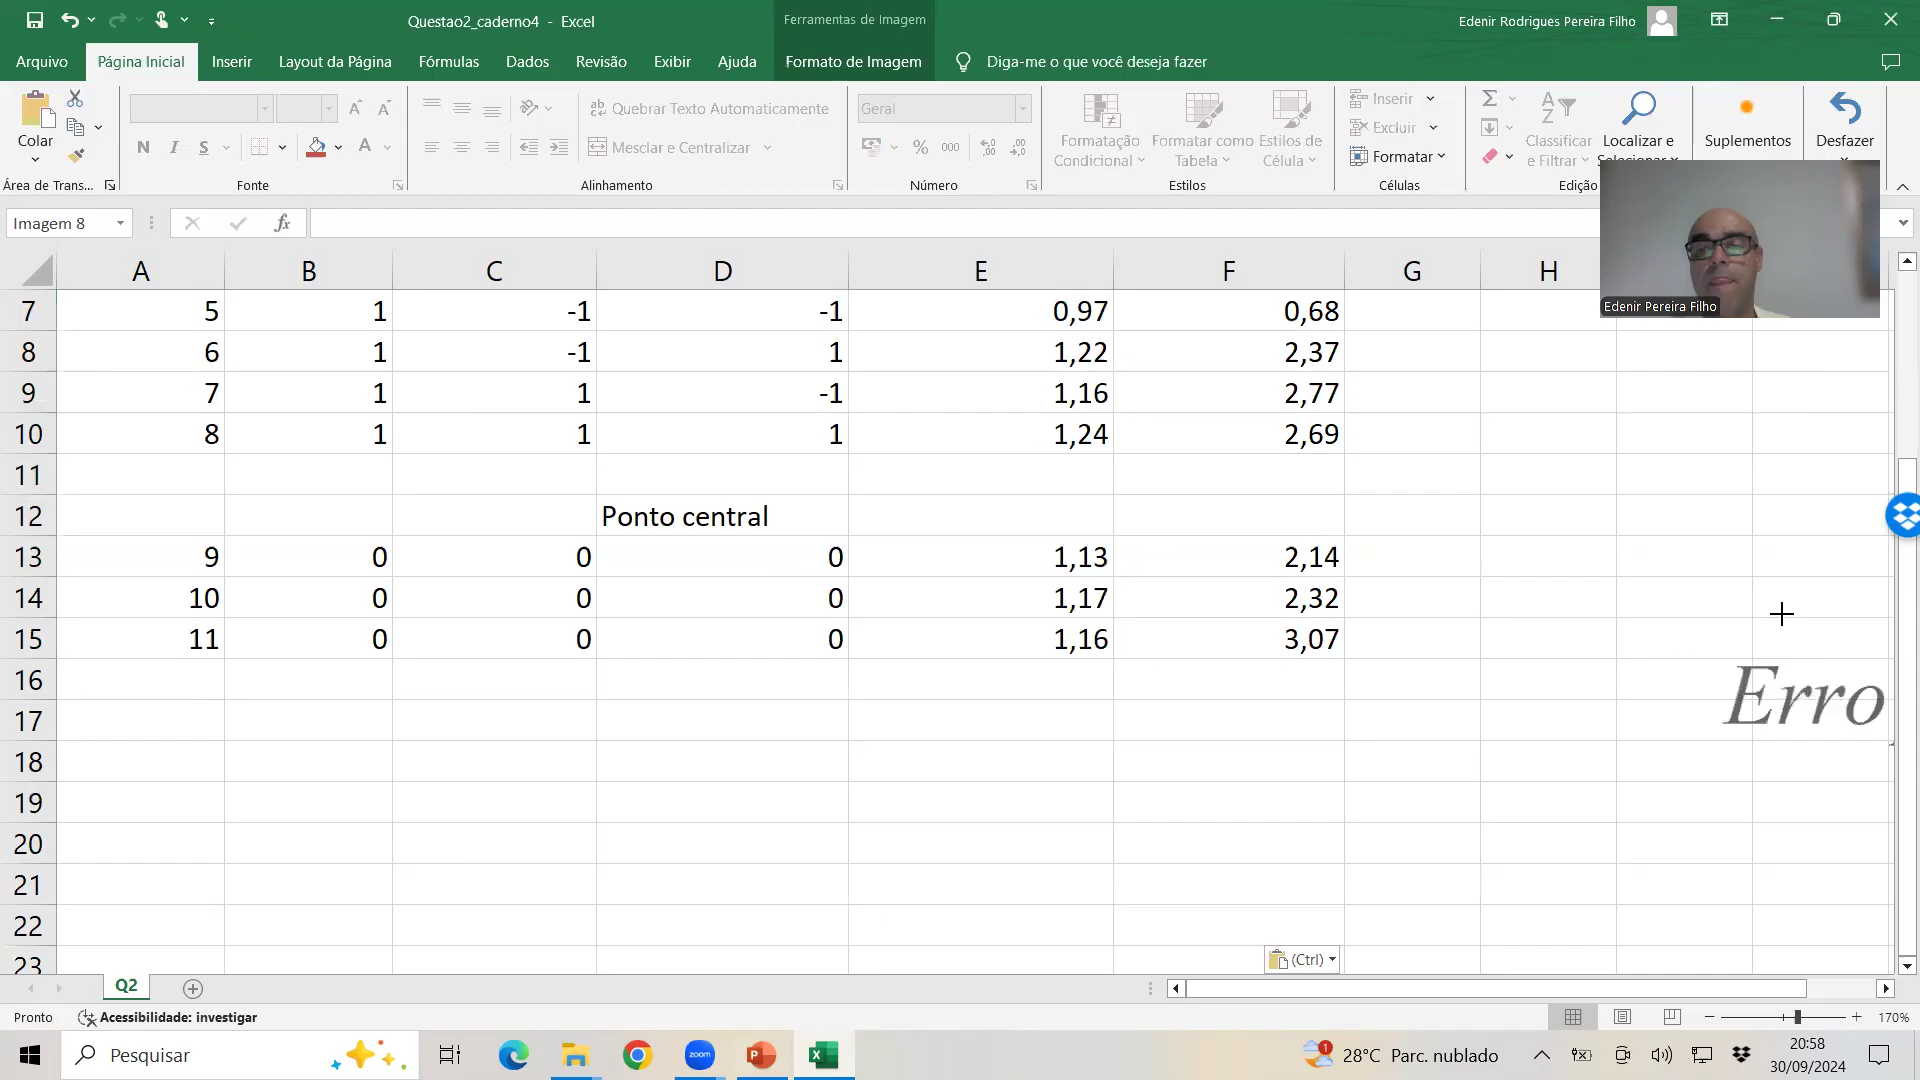 Questao2_caderno4 - Excel
Ferramentas de Imagem
Edenir Rodrigues Pereira Filho
Arquivo Página Inicial Inserir Layout da Página Fórmulas Dados Revisão Exibir Ajuda Formato de Imagem Diga-me o que você deseja fazer
Colar
N I S
Quebrar Texto Automaticamente
Mesclar e Centralizar
Geral
% 000
Formatação Condicional
Formatar como Tabela
Estilos de Célula
Inserir
Excluir
Formatar
Classificar e Filtrar
Localizar e Selecionar
Suplementos
Desfazer
Área de Trans... Fonte Alinhamento Número Estilos Células Edição
Imagem 8 fx
Edenir Pereira Filho
A B C D E F G H
7 5 1 -1 -1 0,97 0,68
8 6 1 -1 1 1,22 2,37
9 7 1 1 -1 1,16 2,77
10 8 1 1 1 1,24 2,69
11
12 Ponto central
13 9 0 0 0 1,13 2,14
14 10 0 0 0 1,17 2,32
15 11 0 0 0 1,16 3,07
16
Erro
17
18
19
20
21
22
23
(Ctrl)
Q2
Pronto Acessibilidade: investigar 170%
Pesquisar
zoom
1
28°C Parc. nublado
20:58
30/09/2024